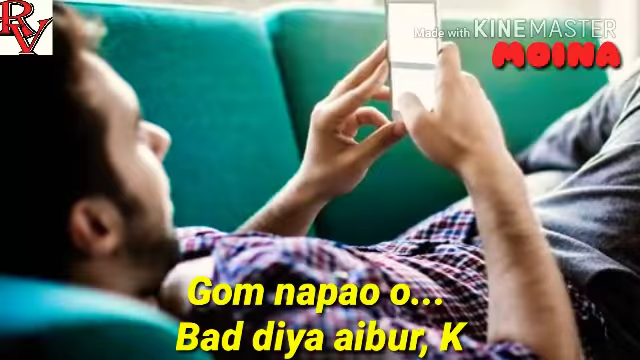 RV
Made with KINEMASTER
MOINA
Gom napao o...
Bad diya aibur, K